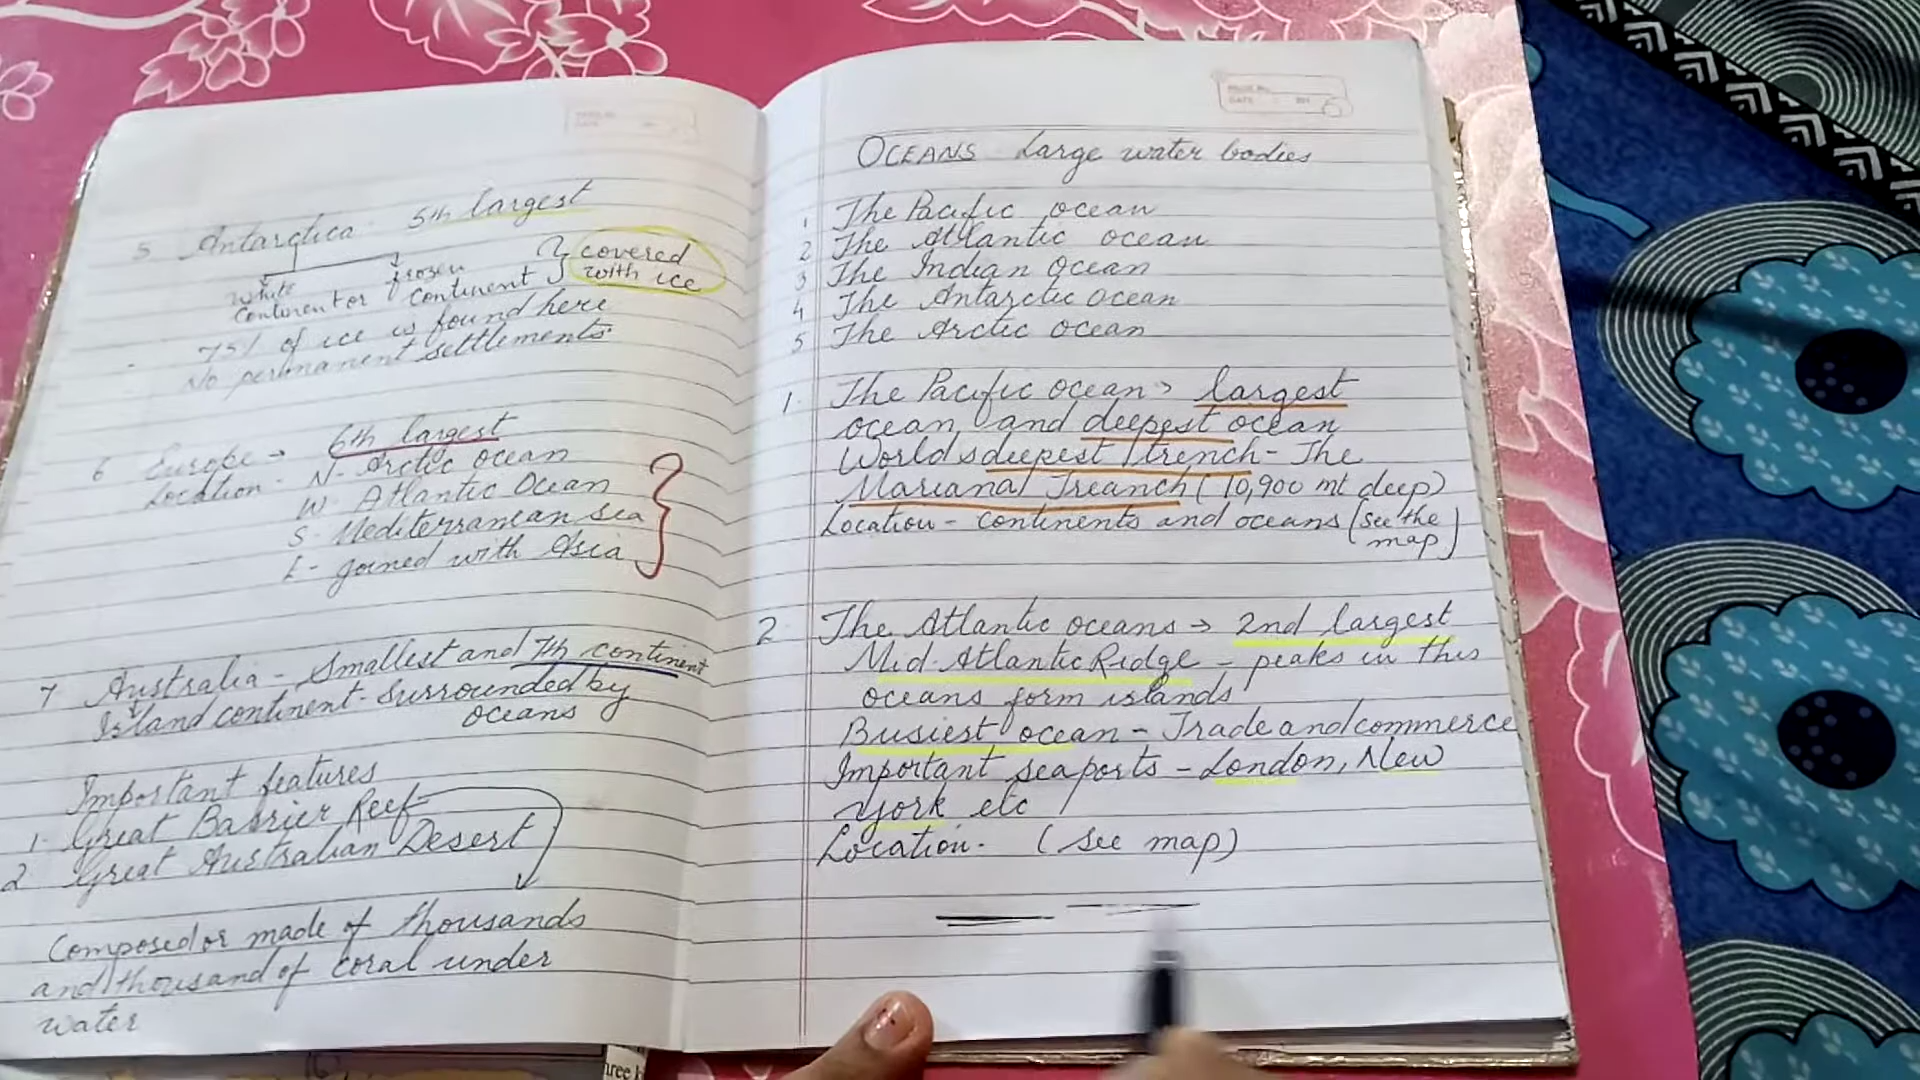 5 Antarctica - 5th largest
White continent or frozen continent } covered with ice
75% of ice is found here
No permanent settlements
6 Europe → 6th largest
Location - N- Arctic ocean
W- Atlantic Ocean
S- Mediterranean sea
E- joined with Asia
7 Australia - Smallest and 7th continent
Island continent - Surrounded by
oceans
Important features
1. Great Barrier Reef
2 Great Australian Desert
Composed or made of thousands
and thousand of coral under
water
OCEANS Large water bodies
1 The Pacific ocean
2 The Atlantic ocean
3 The Indian Ocean
4 The Antarctic ocean
5 The Arctic ocean
1. The Pacific ocean → largest
ocean and deepest ocean
Worlds deepest trench - The
Mariana Treanch (10,900 mt deep)
Location - continents and oceans (see the
map)
2 The Atlantic oceans → 2nd largest
Mid-Atlantic Ridge - peaks in this
oceans form islands
Busiest ocean - Trade and commerce
Important seaports - London, New
York etc
Location - (see map)